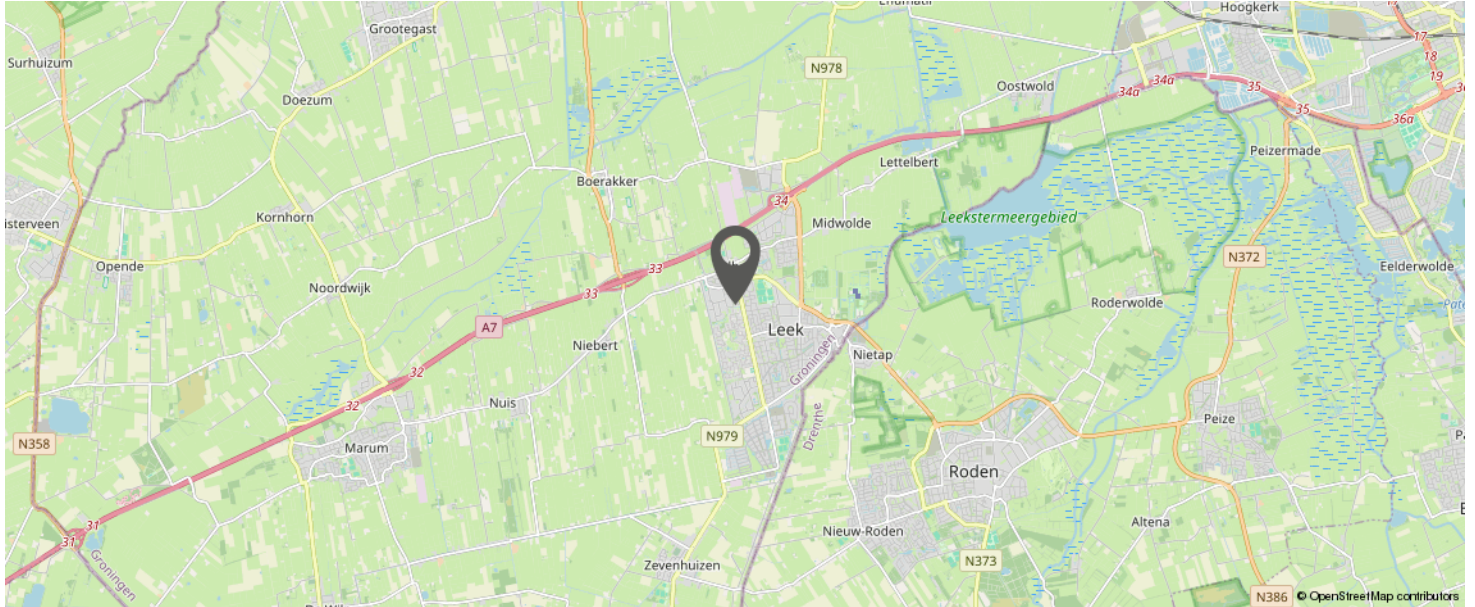 Hoogkerk
Grootegast
17
18
19
Surhuizum
N978
34a
34a
35
Oostwold
Doezum
34a
35
36a
Lettelbert
Peizermade
Boerakker
34
Kornhorn
Midwolde
Leekstermeergebied
isterveen
N372
Opende
33
Eelderwolde
Noordwijk
33
Roderwolde
A7
Leek
Niebert
Nietap
Groningen
32
32
Nuis
Drenthe
Peize
N979
N358
Marum
Roden
31
31
Nieuw-Roden
Altena
Groningen
Zevenhuizen
N373
N386
© OpenStreetMap contributors